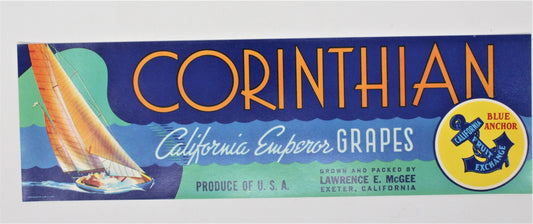 CORINTHIAN
California Emperor GRAPES
PRODUCE OF U. S. A.
GROWN AND PACKED BY
LAWRENCE E. McGEE
EXETER, CALIFORNIA
BLUE
ANCHOR
CALIFORNIA
FRUIT
EXCHANGE